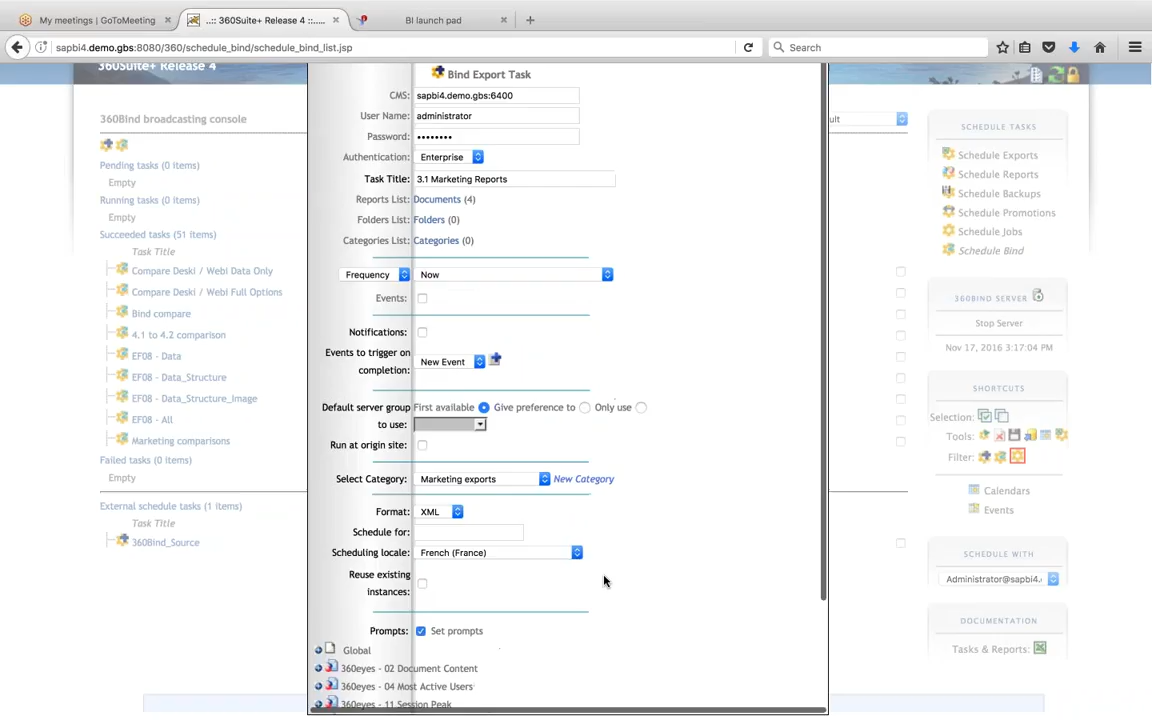 My meetings | GoToMeeting
..:: 360Suite+ Release 4 ::.....
BI launch pad
sapbi4.demo.gbs:8080/360/schedule_bind/schedule_bind_list.jsp
Search
360Suite+ Release 4
360Bind broadcasting console
Pending tasks (0 items)
Empty
Running tasks (0 items)
Empty
Succeeded tasks (51 items)
Task Title
Compare Deski / Webi Data Only
Compare Deski / Webi Full Options
Bind compare
4.1 to 4.2 comparison
EF08 - Data
EF08 - Data_Structure
EF08 - Data_Structure_Image
EF08 - All
Marketing comparisons
Failed tasks (0 items)
Empty
External schedule tasks (1 items)
Task Title
360Bind_Source
Bind Export Task
CMS: sapbi4.demo.gbs:6400
User Name: administrator
Password: ••••••••
Authentication: Enterprise
Task Title: 3.1 Marketing Reports
Reports List: Documents (4)
Folders List: Folders (0)
Categories List: Categories (0)
Frequency Now
Events:
Notifications:
Events to trigger on completion: New Event
Default server group to use: First available Give preference to Only use
Run at origin site:
Select Category: Marketing exports New Category
Format: XML
Schedule for:
Scheduling locale: French (France)
Reuse existing instances:
Prompts: Set prompts
Global
360eyes - 02 Document Content
360eyes - 04 Most Active Users
360eyes - 11 Session Peak
SCHEDULE TASKS
Schedule Exports
Schedule Reports
Schedule Backups
Schedule Promotions
Schedule Jobs
Schedule Bind
360BIND SERVER
Stop Server
Nov 17, 2016 3:17:04 PM
SHORTCUTS
Selection:
Tools:
Filter:
Calendars
Events
SCHEDULE WITH
Administrator@sapbi4.
DOCUMENTATION
Tasks & Reports: